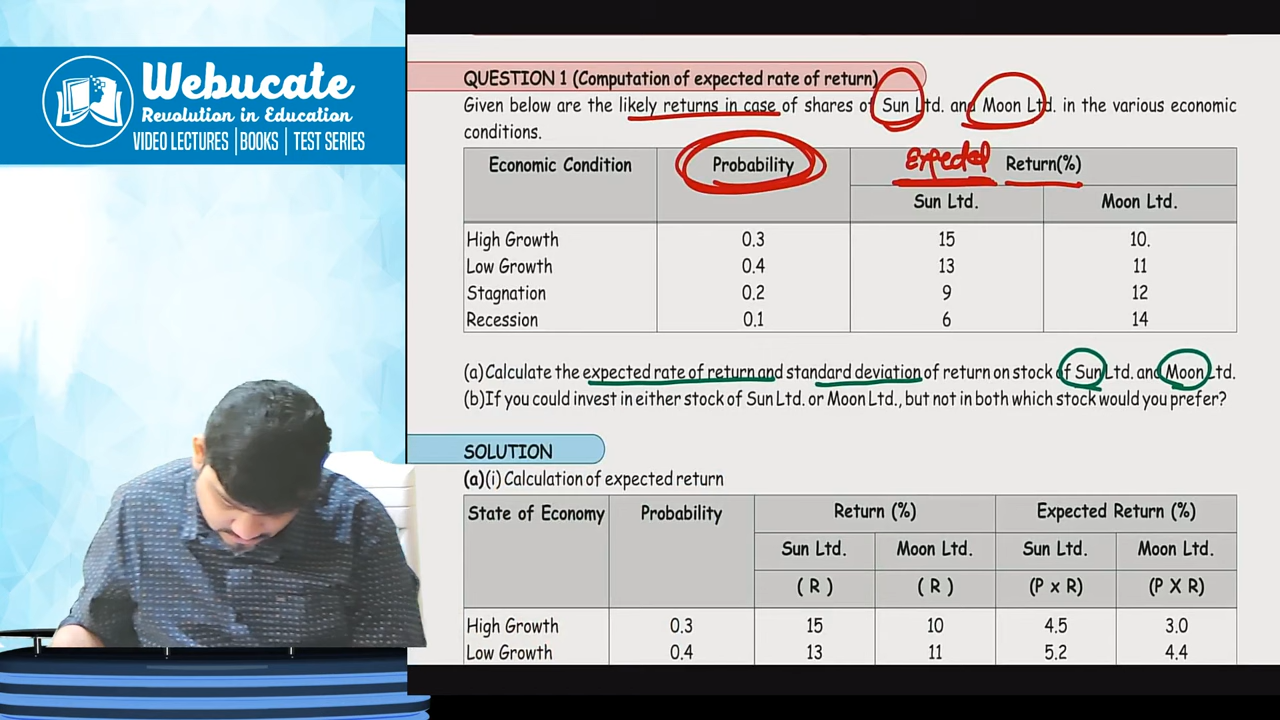 Webucate
Revolution in Education
VIDEO LECTURES | BOOKS | TEST SERIES
QUESTION 1 (Computation of expected rate of return)
Given below are the likely returns in case of shares of Sun Ltd. and Moon Ltd. in the various economic
conditions.
Economic Condition Probability Expected Return(%)
Sun Ltd. Moon Ltd.
High Growth 0.3 15 10.
Low Growth 0.4 13 11
Stagnation 0.2 9 12
Recession 0.1 6 14
(a)Calculate the expected rate of return and standard deviation of return on stock of Sun Ltd. and Moon Ltd.
(b)If you could invest in either stock of Sun Ltd. or Moon Ltd., but not in both which stock would you prefer?
SOLUTION
(a)(i) Calculation of expected return
State of Economy Probability Return (%) Expected Return (%)
Sun Ltd. Moon Ltd. Sun Ltd. Moon Ltd.
( R ) ( R ) (P x R) (P X R)
High Growth 0.3 15 10 4.5 3.0
Low Growth 0.4 13 11 5.2 4.4